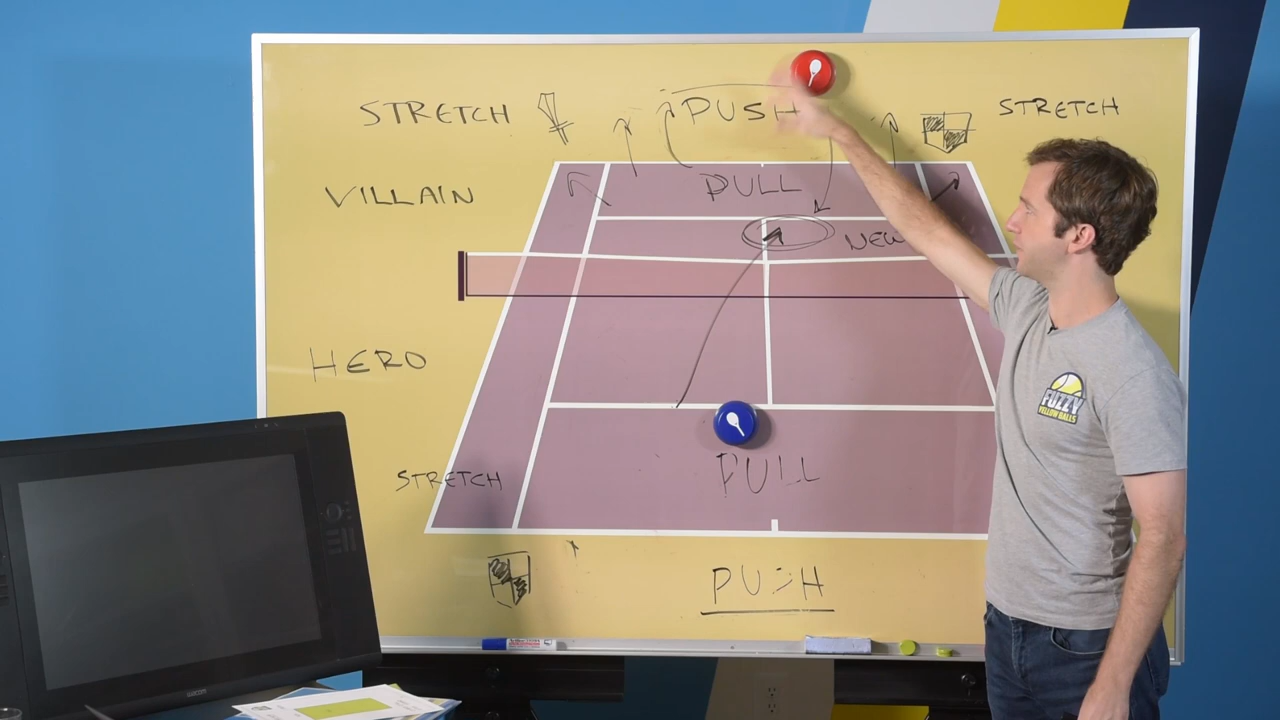 STRETCH
PUSH
STRETCH
VILLAIN
PULL
NEW
HERO
FUZZY
YELLOW BALLS
STRETCH
PULL
PUSH
wacom